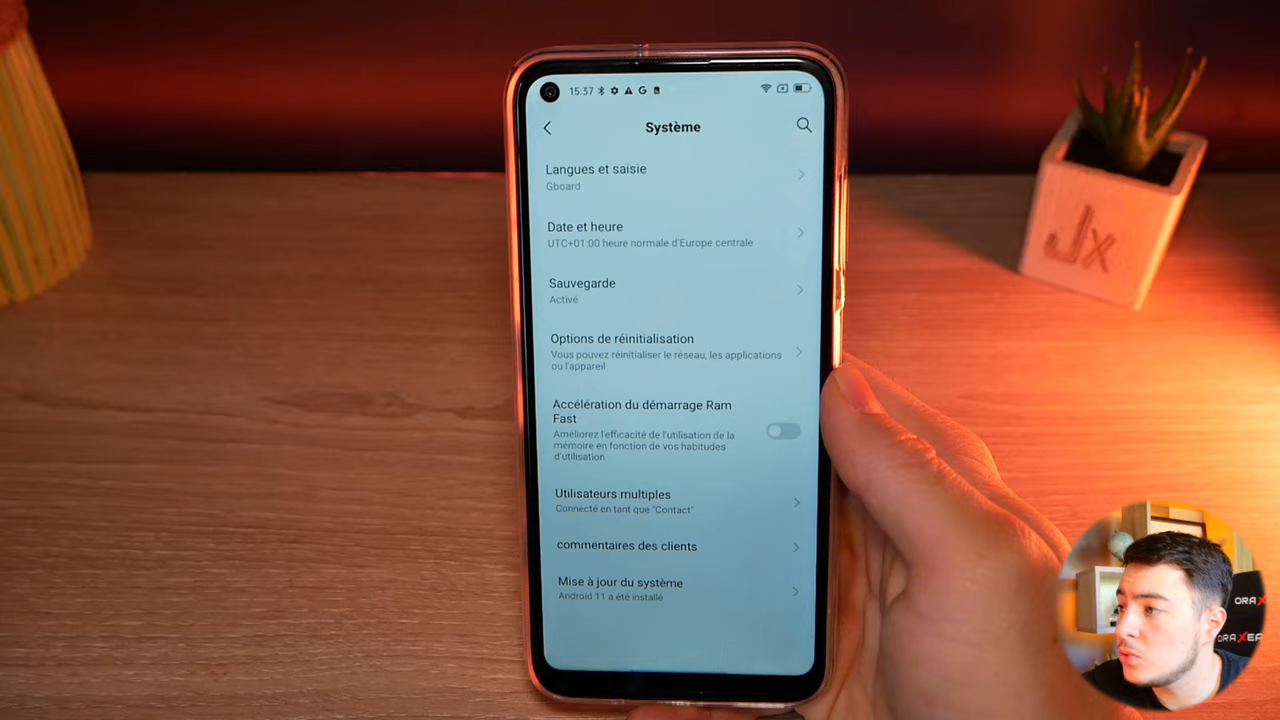 15:37
Système
Langues et saisie
Gboard
Date et heure
UTC+01:00 heure normale d'Europe centrale
Sauvegarde
Activé
Options de réinitialisation
Vous pouvez réinitialiser le réseau, les applications
ou l'appareil
Accélération du démarrage Ram
Fast
Améliorez l'efficacité de l'utilisation de la
mémoire en fonction de vos habitudes
d'utilisation
Utilisateurs multiples
Connecté en tant que "Contact"
commentaires des clients
Mise à jour du système
Android 11 a été installé
Jx
ORAX
ORAXEA